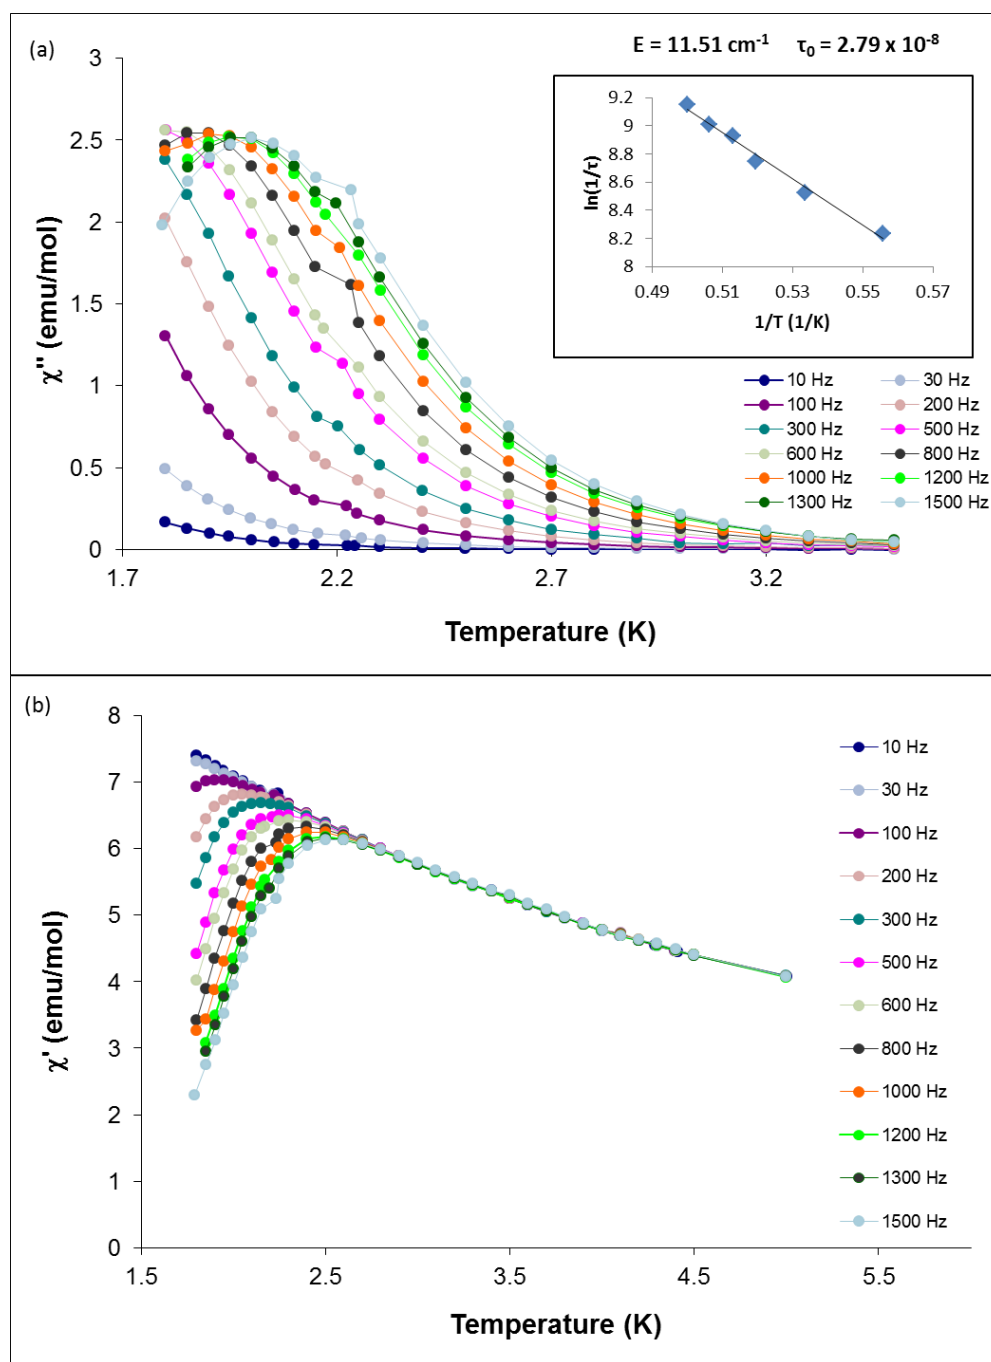 (a)
E = 11.51 cm⁻¹ τ₀ = 2.79 x 10⁻⁸
3
2.5
2
1.5
1
0.5
0
χ'' (emu/mol)
1.7 2.2 2.7 3.2
Temperature (K)
9.2
9
8.8
8.6
8.4
8.2
8
ln(1/τ)
0.49 0.51 0.53 0.55 0.57
1/T (1/K)
10 Hz 30 Hz
100 Hz 200 Hz
300 Hz 500 Hz
600 Hz 800 Hz
1000 Hz 1200 Hz
1300 Hz 1500 Hz
(b)
8
7
6
5
4
3
2
1
0
χ' (emu/mol)
1.5 2.5 3.5 4.5 5.5
Temperature (K)
10 Hz
30 Hz
100 Hz
200 Hz
300 Hz
500 Hz
600 Hz
800 Hz
1000 Hz
1200 Hz
1300 Hz
1500 Hz